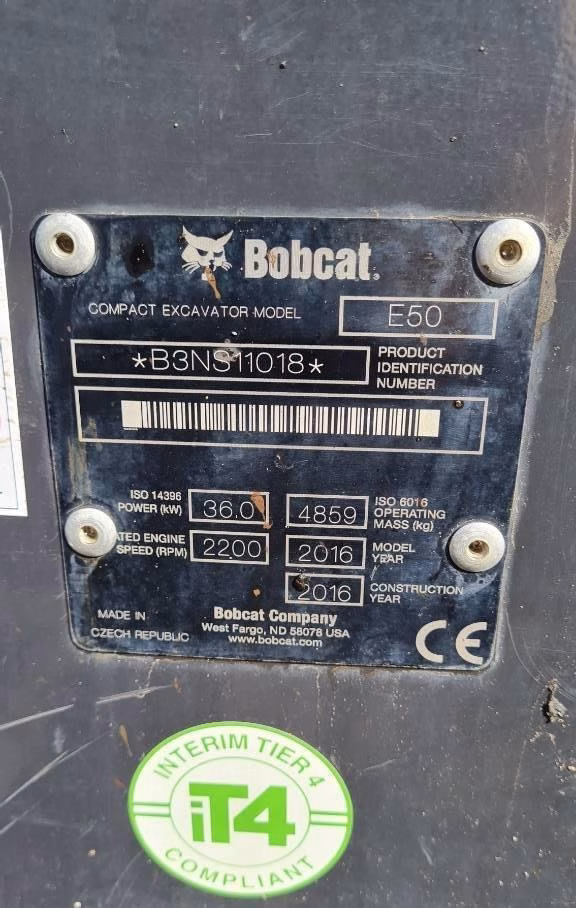 Bobcat®
COMPACT EXCAVATOR MODEL E50
*B3NS11018* PRODUCT IDENTIFICATION NUMBER
ISO 14396 POWER (kW) 36.0 4859 ISO 6016 OPERATING MASS (kg)
ATED ENGINE SPEED (RPM) 2200 2016 MODEL YEAR
2016 CONSTRUCTION YEAR
MADE IN CZECH REPUBLIC
Bobcat Company
West Fargo, ND 58078 USA
www.bobcat.com
CE
INTERIM TIER 4
iT4
COMPLIANT